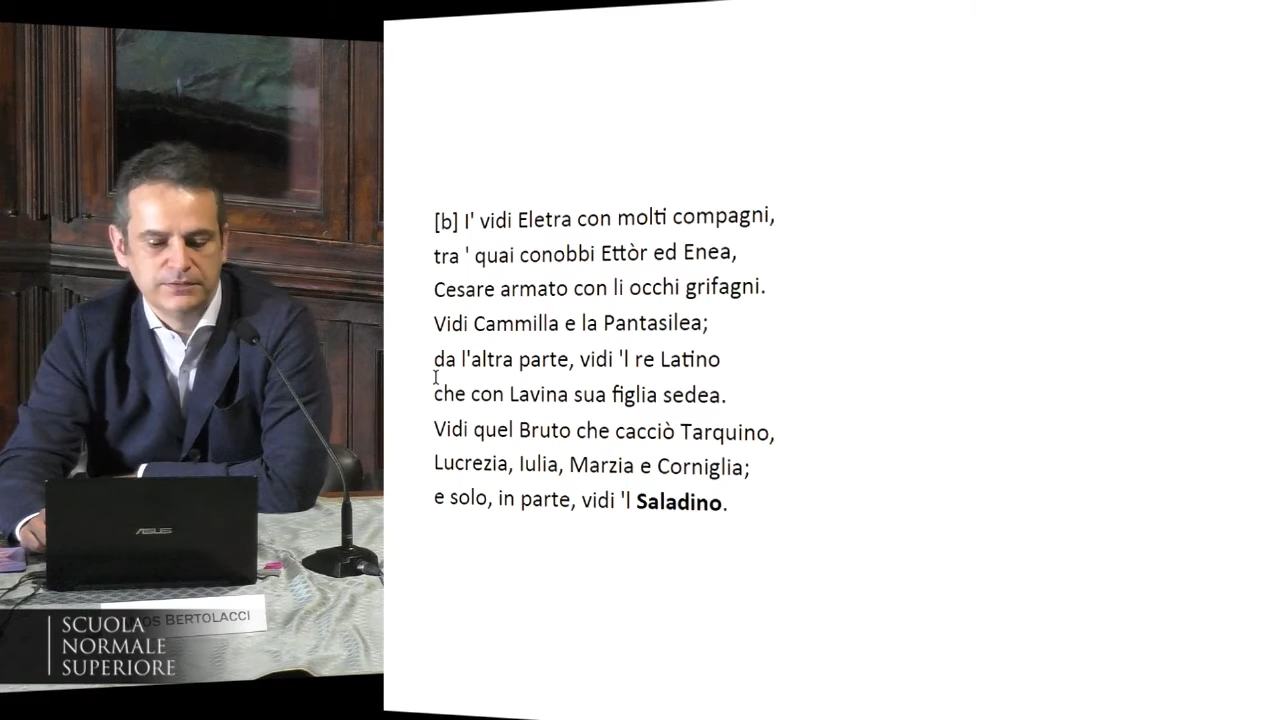 [b] I' vidi Eletra con molti compagni,
tra ' quai conobbi Ettòr ed Enea,
Cesare armato con li occhi grifagni.
Vidi Cammilla e la Pantasilea;
da l'altra parte, vidi 'l re Latino
che con Lavina sua figlia sedea.
Vidi quel Bruto che cacciò Tarquino,
Lucrezia, Iulia, Marzia e Corniglia;
e solo, in parte, vidi 'l Saladino.
ASUS
BERTOLACCI
SCUOLA
NORMALE
SUPERIORE